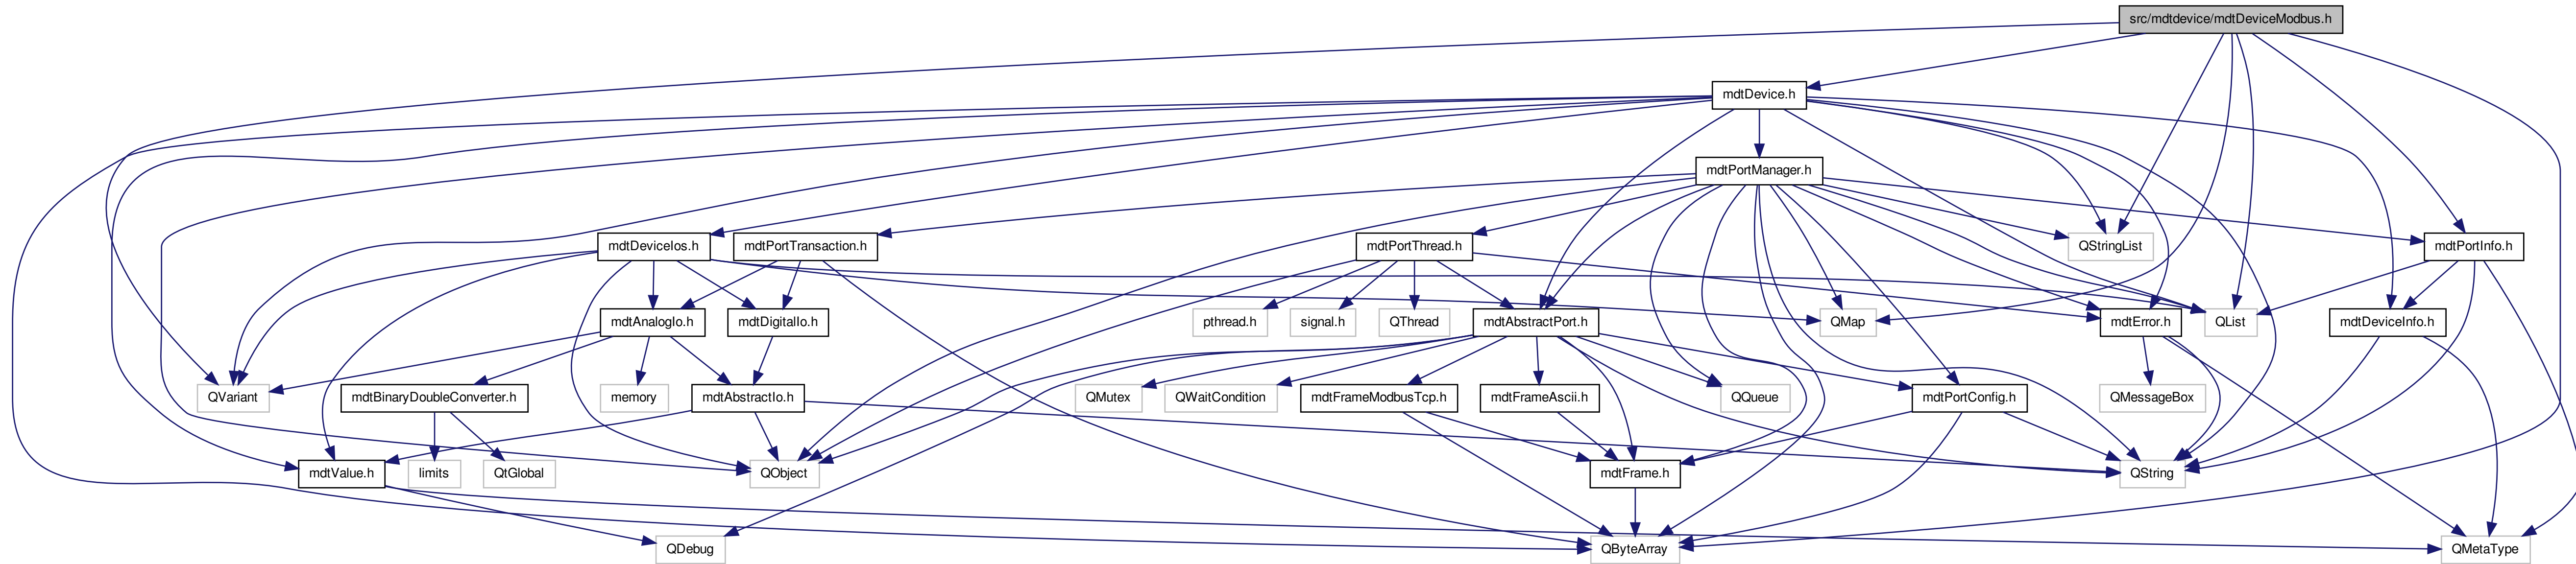 src/mdtdevice/mdtDeviceModbus.h
mdtDevice.h
mdtPortManager.h
mdtDeviceIos.h
mdtPortTransaction.h
mdtPortThread.h
QStringList
mdtPortInfo.h
pthread.h
signal.h
QThread
mdtAnalogIo.h
mdtDigitalIo.h
mdtAbstractPort.h
QMap
mdtError.h
QList
mdtDeviceInfo.h
QVariant
mdtBinaryDoubleConverter.h
memory
mdtAbstractIo.h
QMutex
QWaitCondition
mdtFrameModbusTcp.h
mdtFrameAscii.h
QQueue
mdtPortConfig.h
QMessageBox
mdtValue.h
limits
QtGlobal
QObject
mdtFrame.h
QString
QDebug
QByteArray
QMetaType